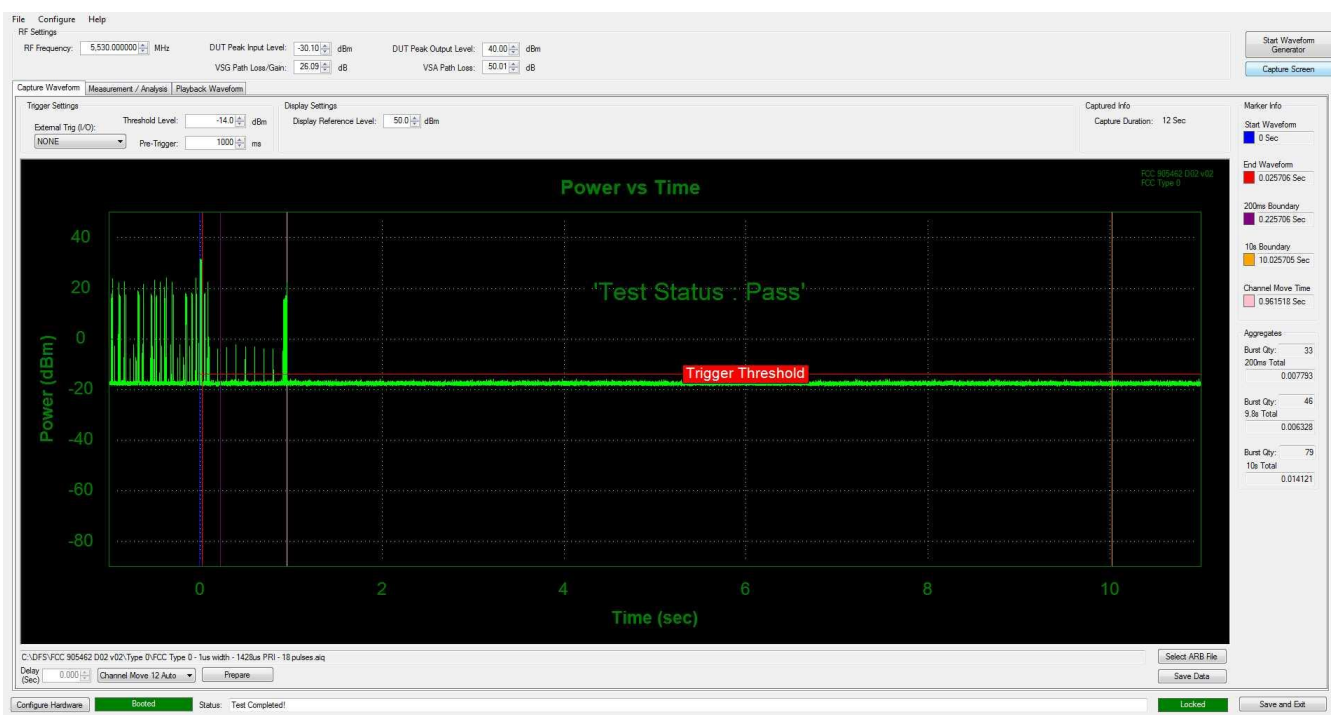 File Configure Help
RF Settings
RF Frequency: 5,530.000000 MHz DUT Peak Input Level: -30.10 dBm DUT Peak Output Level: 40.00 dBm
VSG Path Loss/Gain: 26.09 dB VSA Path Loss: 50.01 dB
Start Waveform Generator
Capture Screen
Capture Waveform Measurement / Analysis Playback Waveform
Trigger Settings
External Trig (I/O): Threshold Level: -14.0 dBm
NONE Pre-Trigger: 1000 ms
Display Settings
Display Reference Level: 50.0 dBm
Captured Info
Capture Duration: 12 Sec
Marker Info
Start Waveform
0 Sec
End Waveform
0.025706 Sec
200ms Boundary
0.225706 Sec
10s Boundary
10.025705 Sec
Channel Move Time
0.961518 Sec
Aggregates
Burst Qty: 33
200ms Total
0.007793
Burst Qty: 46
9.8s Total
0.006328
Burst Qty: 79
10s Total
0.014121
Power vs Time
FCC 905462 D02 v02
FCC Type 0
'Test Status : Pass'
Trigger Threshold
Power (dBm)
40
20
0
-20
-40
-60
-80
0 2 4 6 8 10
Time (sec)
C:\DFS\FCC 905462 D02 v02\Type 0\FCC Type 0 - 1us width - 1428us PRI - 18 pulses.aiq
Select ARB File
Delay (Sec) 0.000 Channel Move 12 Auto Prepare
Save Data
Configure Hardware Booted Status: Test Completed! Locked Save and Exit